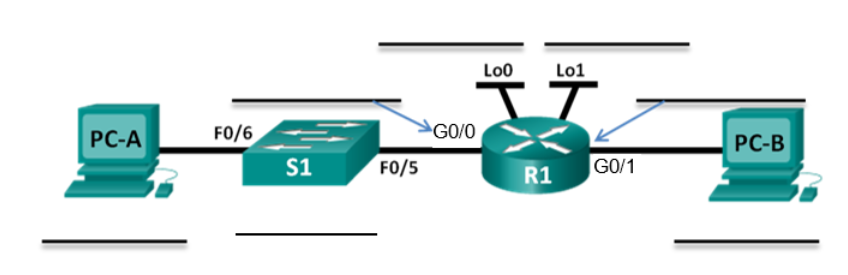 Lo0
Lo1
PC-A
F0/6
S1
F0/5
G0/0
R1
G0/1
PC-B